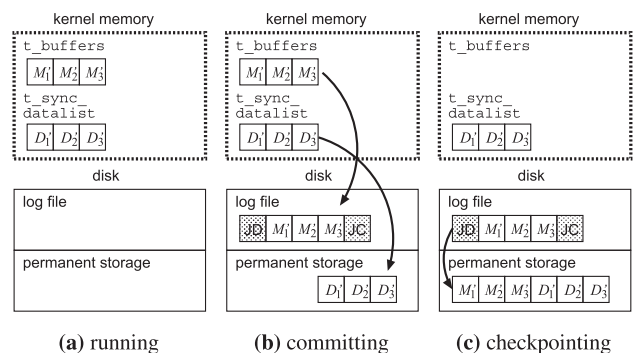 kernel memory
t_buffers
M₁′ M₂′ M₃′
t_sync_
datalist
D₁′ D₂′ D₃′
disk
log file
permanent storage
(a) running
kernel memory
t_buffers
M₁′ M₂′ M₃′
t_sync_
datalist
D₁′ D₂′ D₃′
disk
log file
JD M₁′ M₂′ M₃′ JC
permanent storage
D₁′ D₂′ D₃′
(b) committing
kernel memory
t_buffers
t_sync_
datalist
D₁′ D₂′ D₃′
disk
log file
JD M₁′ M₂′ M₃′ JC
permanent storage
M₁′ M₂′ M₃′ D₁′ D₂′ D₃′
(c) checkpointing